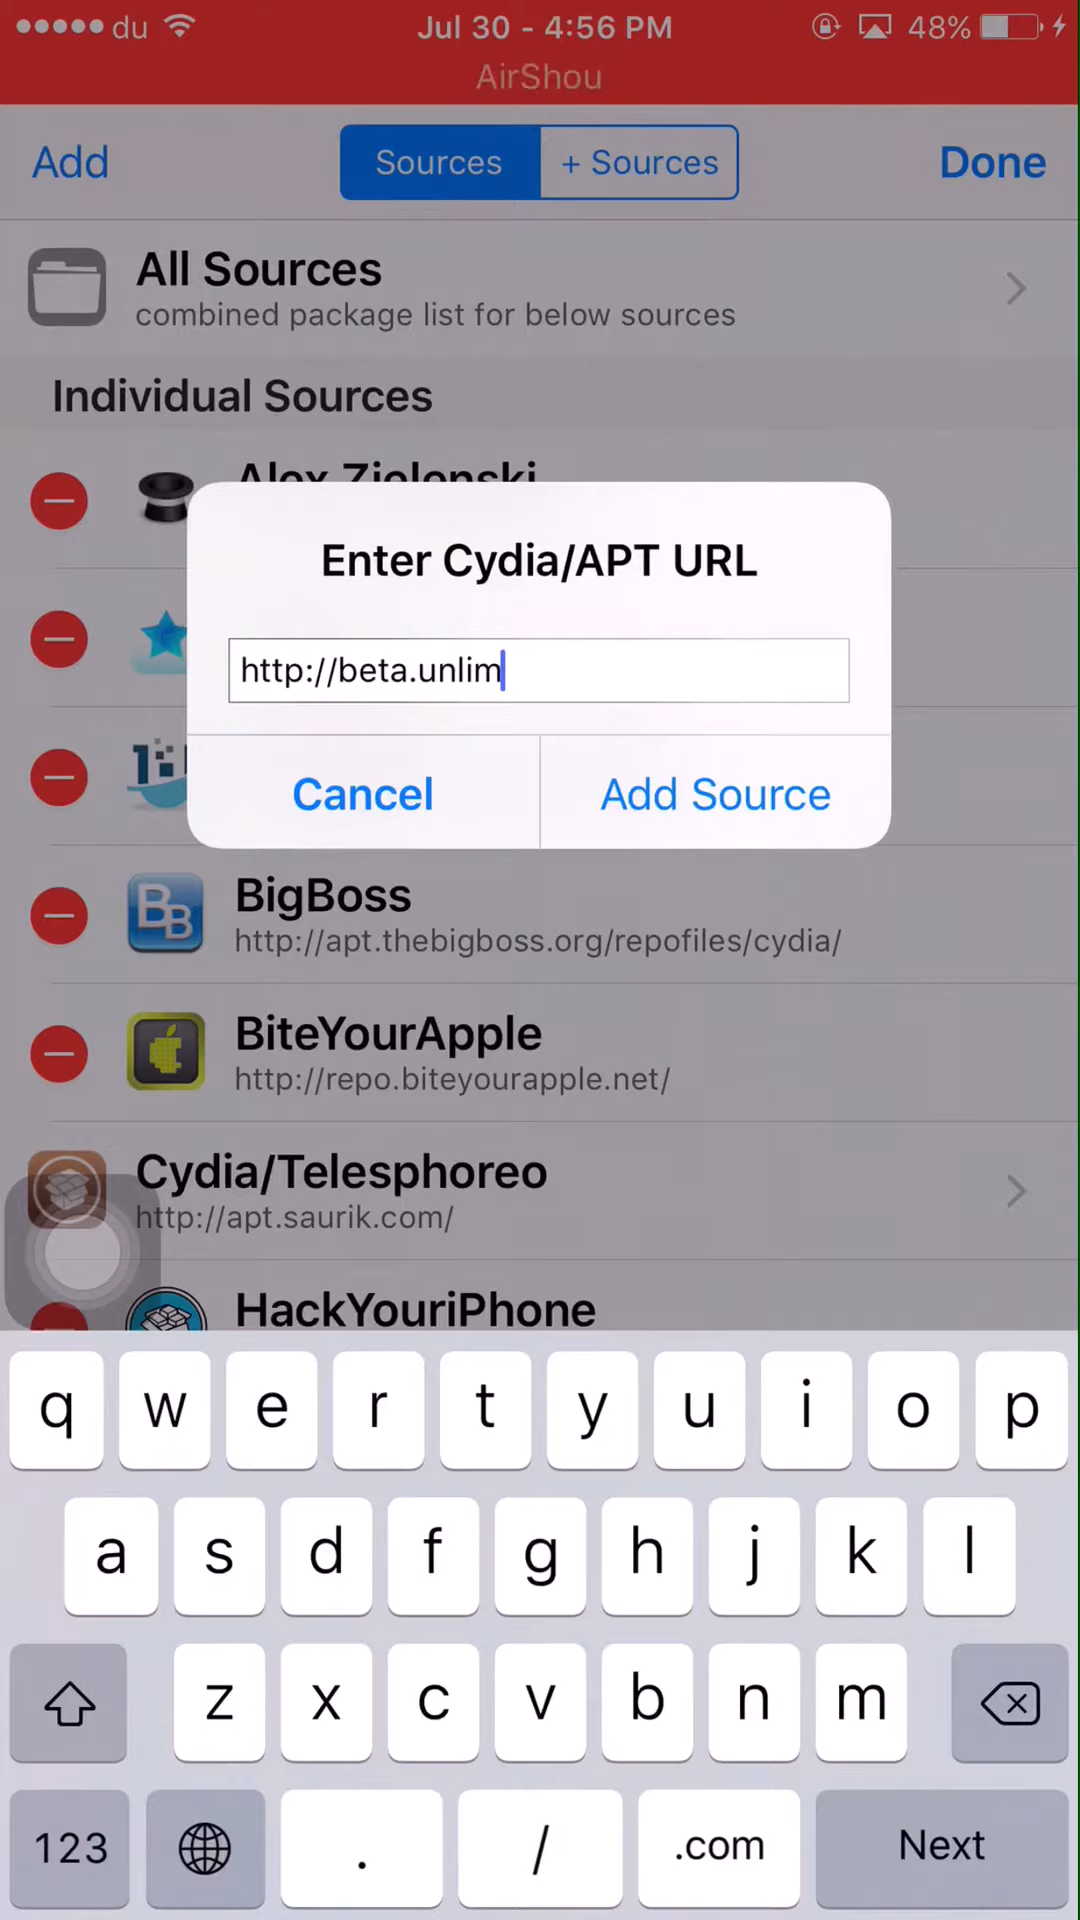 du Jul 30 - 4:56 PM 48%
AirShou
Add Sources + Sources Done
All Sources
combined package list for below sources
Individual Sources
Alex Zielenski
Enter Cydia/APT URL
http://beta.unlim
Cancel Add Source
BigBoss
http://apt.thebigboss.org/repofiles/cydia/
BiteYourApple
http://repo.biteyourapple.net/
Cydia/Telesphoreo
http://apt.saurik.com/
HackYouriPhone
q w e r t y u i o p
a s d f g h j k l
z x c v b n m
123 . / .com Next